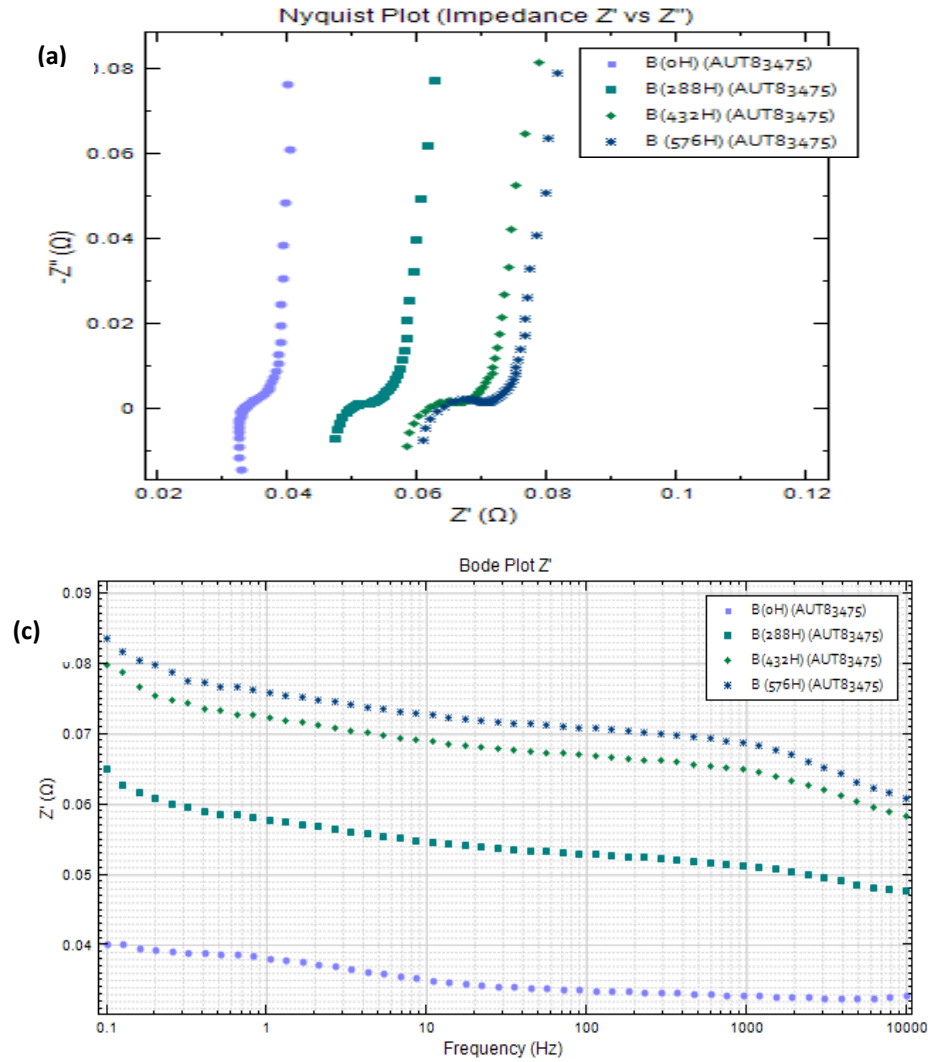 Nyquist Plot (Impedance Z' vs Z'')
(a)
B(0H) (AUT83475)
B(288H) (AUT83475)
B(432H) (AUT83475)
B (576H) (AUT83475)
0.08
0.06
0.04
0.02
0
-Z'' (Ω)
0.02 0.04 0.06 0.08 0.1 0.12
Z' (Ω)
Bode Plot Z'
(c)
B(0H) (AUT83475)
B(288H) (AUT83475)
B(432H) (AUT83475)
B (576H) (AUT83475)
0.09
0.08
0.07
0.06
0.05
0.04
Z' (Ω)
0.1 1 10 100 1000 10000
Frequency (Hz)